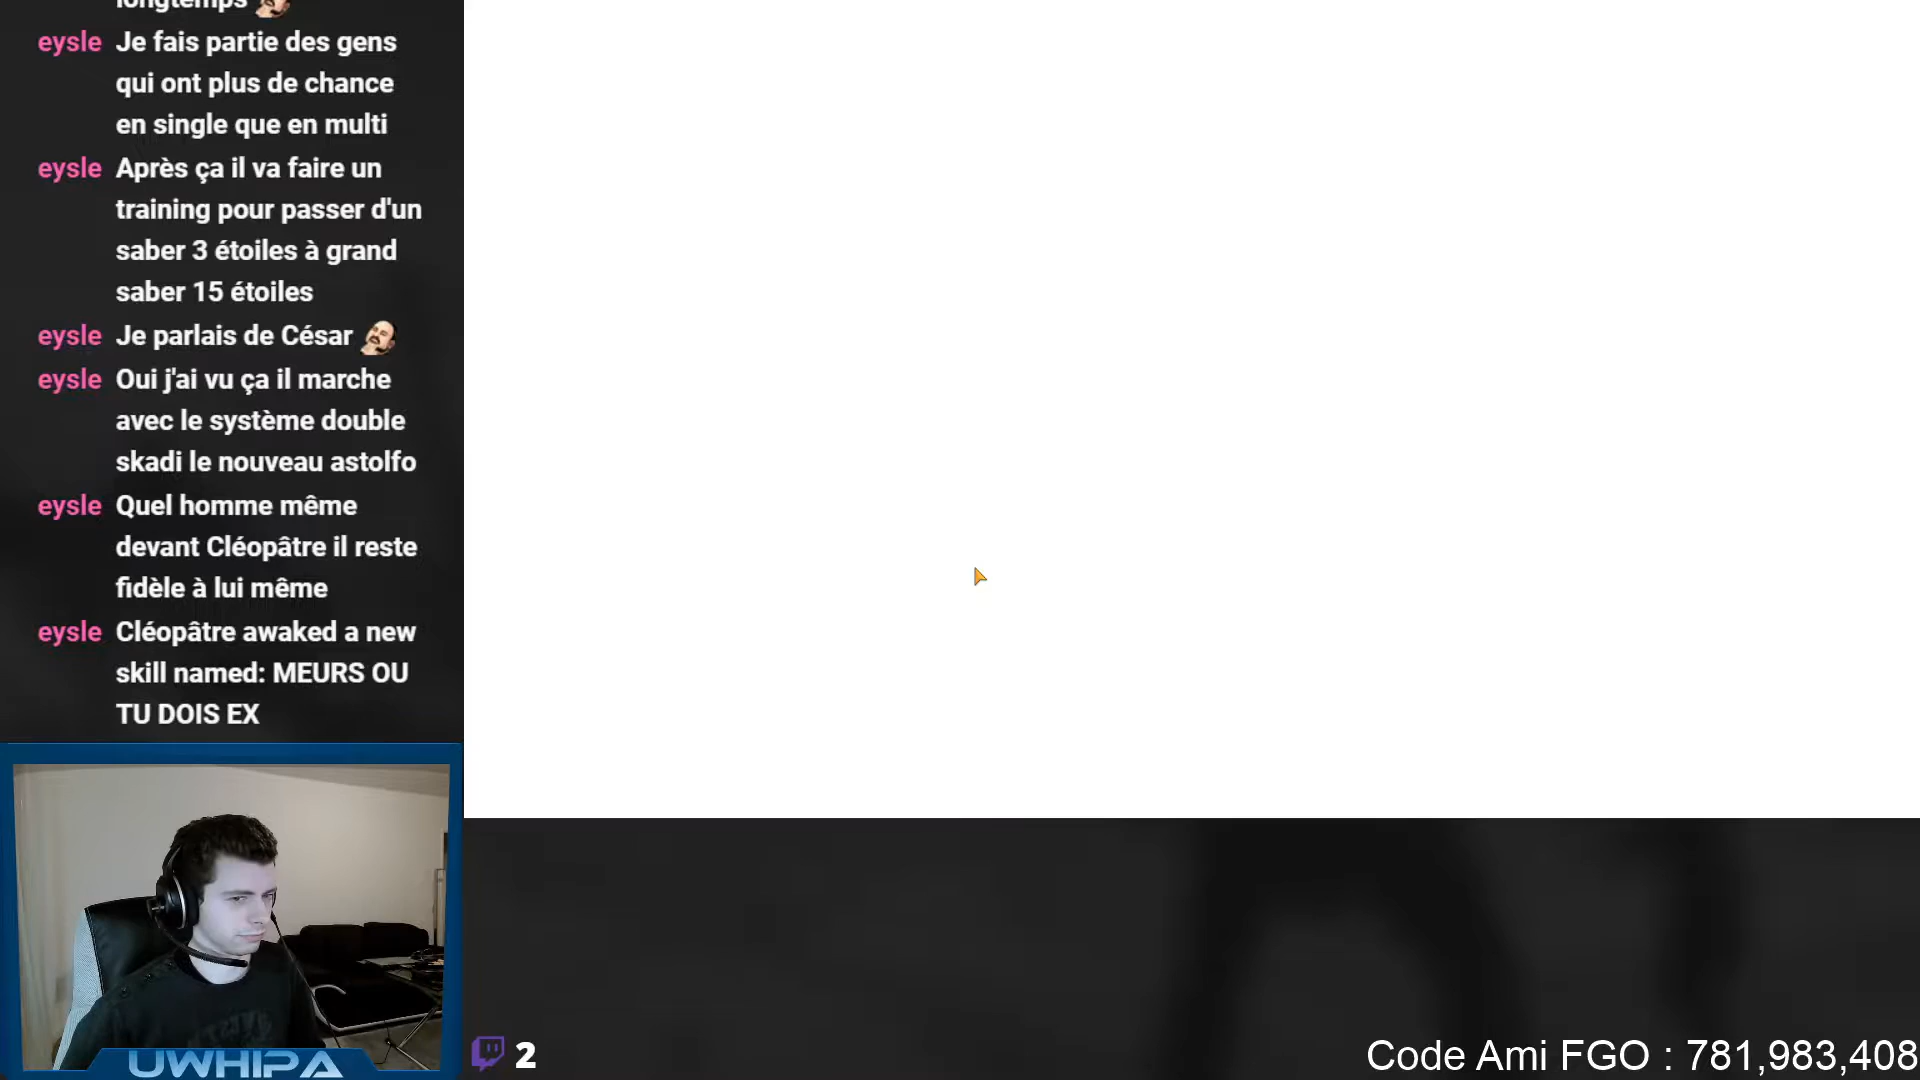 longtemps
eysle Je fais partie des gens
qui ont plus de chance
en single que en multi
eysle Après ça il va faire un
training pour passer d'un
saber 3 étoiles à grand
saber 15 étoiles
eysle Je parlais de César
eysle Oui j'ai vu ça il marche
avec le système double
skadi le nouveau astolfo
eysle Quel homme même
devant Cléopâtre il reste
fidèle à lui même
eysle Cléopâtre awaked a new
skill named: MEURS OU
TU DOIS EX
UWHIPA
2
Code Ami FGO : 781,983,408